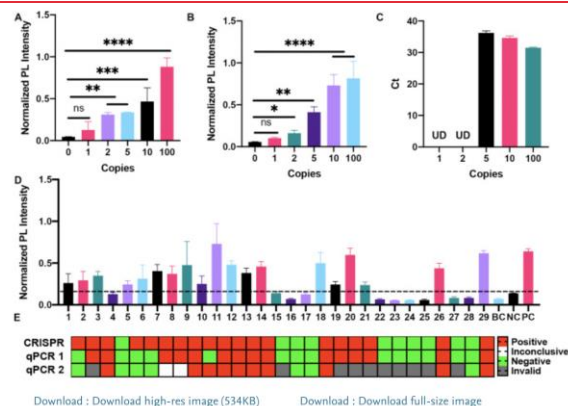 A
Normalized PL Intensity
1.5
1.0
0.5
0.0
ns
**
***
****
0 1 2 5 10 100
Copies
B
Normalized PL Intensity
1.5
1.0
0.5
0.0
ns
*
**
****
0 1 2 5 10 100
Copies
C
Ct
40
30
20
10
0
UD UD
1 2 5 10 100
Copies
D
Normalized PL Intensity
1.5
1.0
0.5
0.0
1 2 3 4 5 6 7 8 9 10 11 12 13 14 15 16 17 18 19 20 21 22 23 24 25 26 27 28 29 BC NC PC
E
CRISPR
qPCR 1
qPCR 2
Positive
Inconclusive
Negative
Invalid
Download : Download high-res image (534KB) Download : Download full-size image